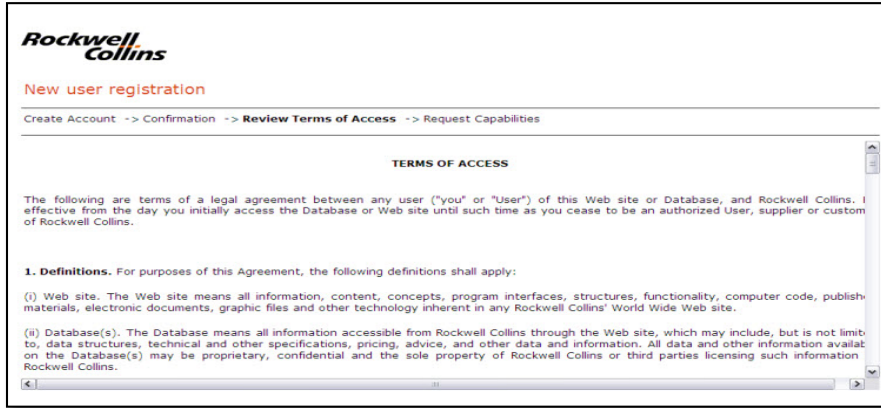 Rockwell
Collins
New user registration
Create Account -> Confirmation -> Review Terms of Access -> Request Capabilities
TERMS OF ACCESS
The following are terms of a legal agreement between any user ("you" or "User") of this Web site or Database, and Rockwell Collins.
effective from the day you initially access the Database or Web site until such time as you cease to be an authorized User, supplier or custom
of Rockwell Collins.
1. Definitions. For purposes of this Agreement, the following definitions shall apply:
(i) Web site. The Web site means all information, content, concepts, program interfaces, structures, functionality, computer code, publish
materials, electronic documents, graphic files and other technology inherent in any Rockwell Collins' World Wide Web site.
(ii) Database(s). The Database means all information accessible from Rockwell Collins through the Web site, which may include, but is not limit
to, data structures, technical and other specifications, pricing, advice, and other data and information. All data and other information availab
on the Database(s) may be proprietary, confidential and the sole property of Rockwell Collins or third parties licensing such information
Rockwell Collins.